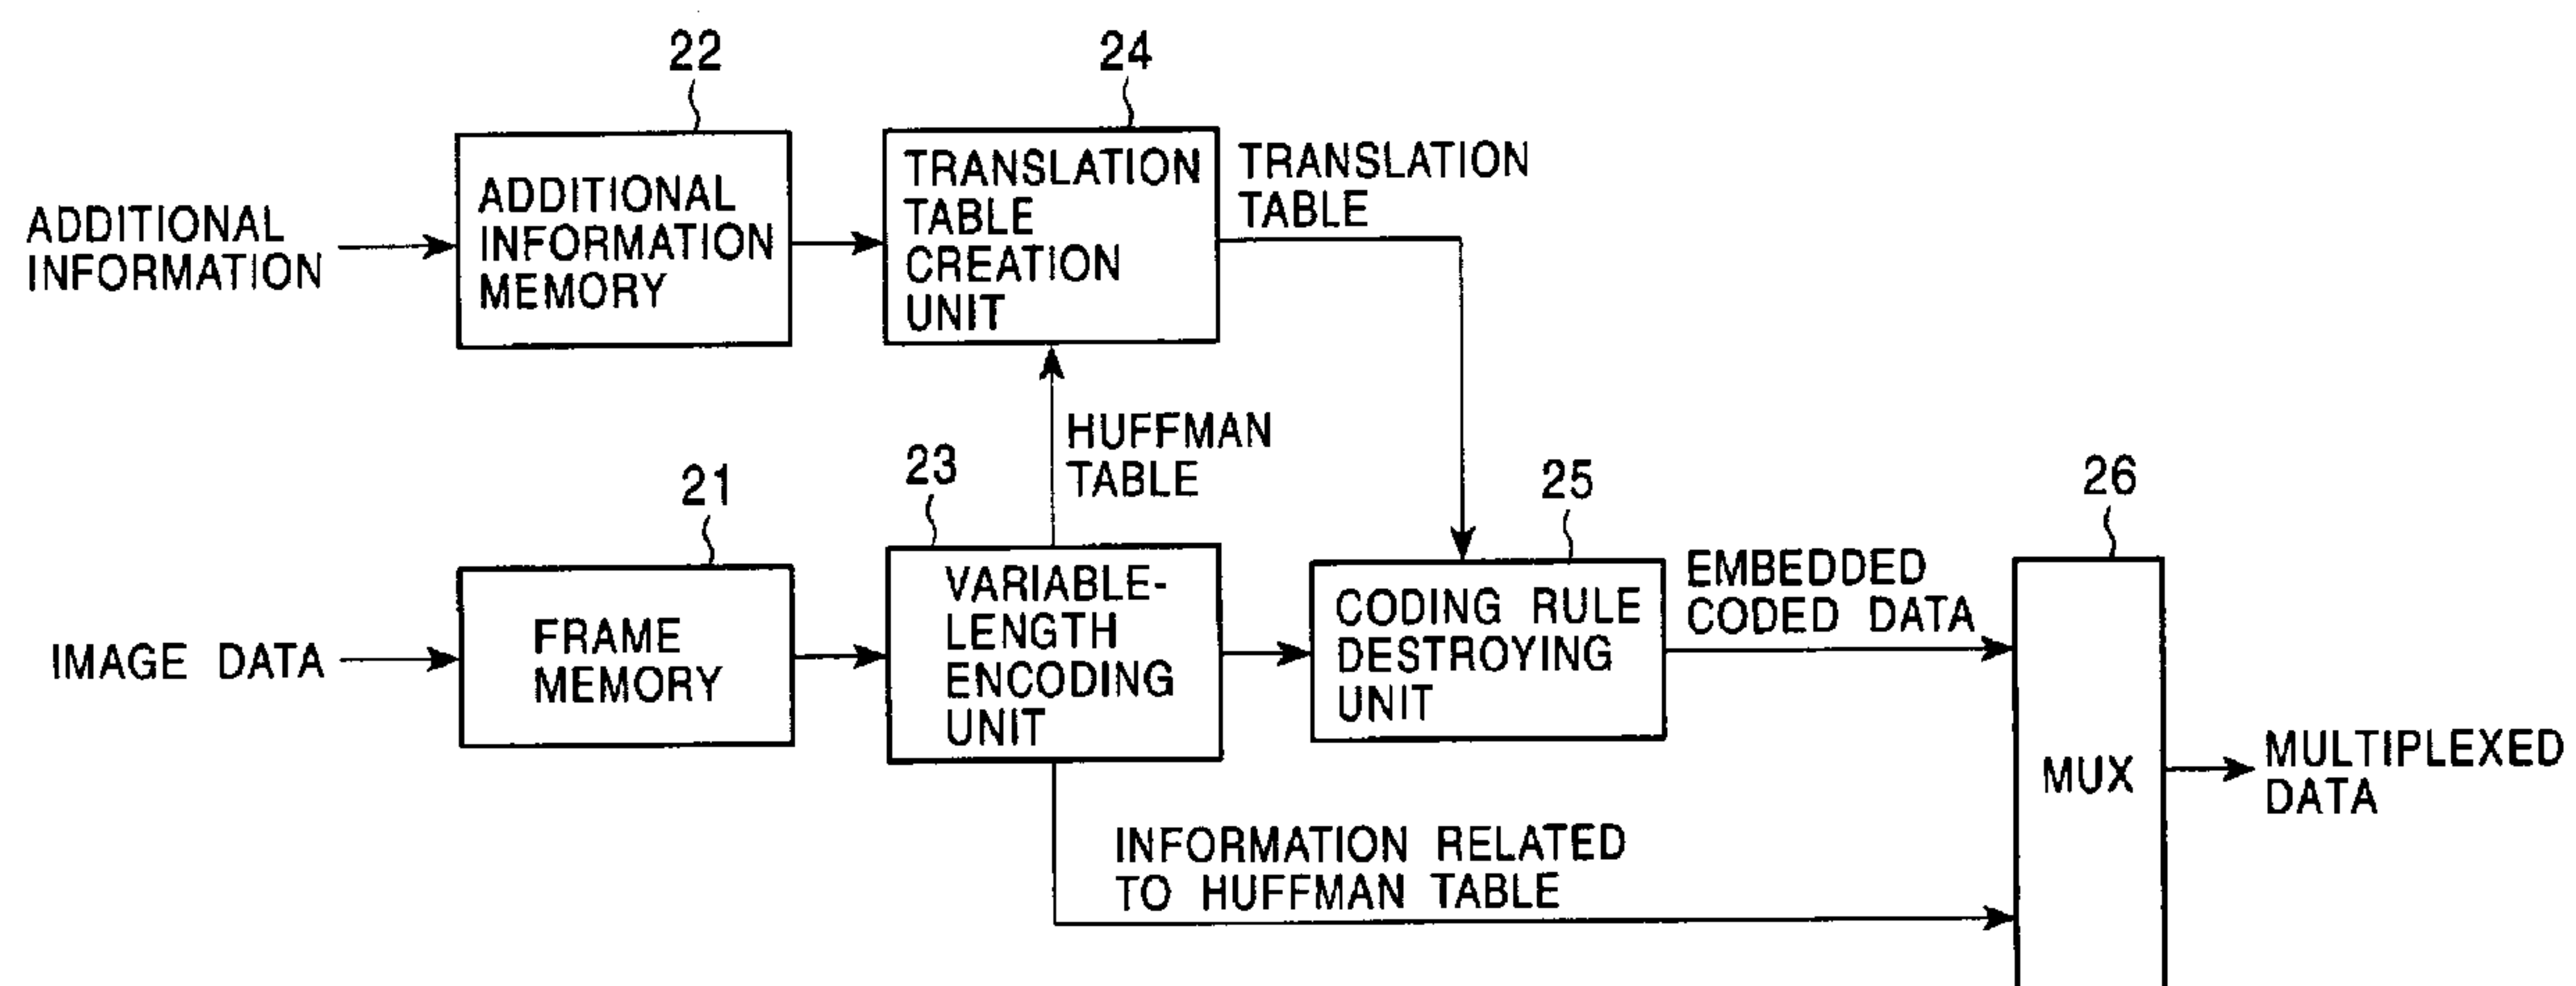 22
24
ADDITIONAL
INFORMATION
ADDITIONAL
INFORMATION
MEMORY
TRANSLATION
TABLE
CREATION
UNIT
TRANSLATION
TABLE
HUFFMAN
TABLE
21
23
25
26
IMAGE DATA
FRAME
MEMORY
VARIABLE-
LENGTH
ENCODING
UNIT
CODING RULE
DESTROYING
UNIT
EMBEDDED
CODED DATA
MUX
MULTIPLEXED
DATA
INFORMATION RELATED
TO HUFFMAN TABLE